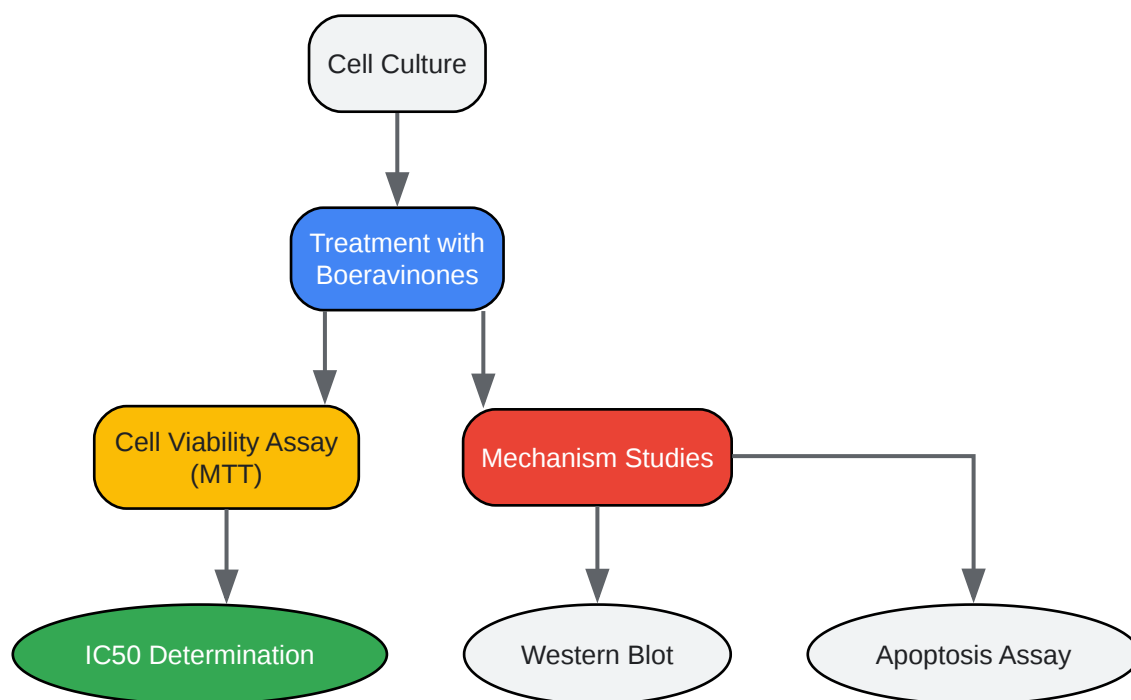 Cell Culture
Treatment with
Boeravinones
Cell Viability Assay
(MTT)
Mechanism Studies
IC50 Determination
Western Blot
Apoptosis Assay